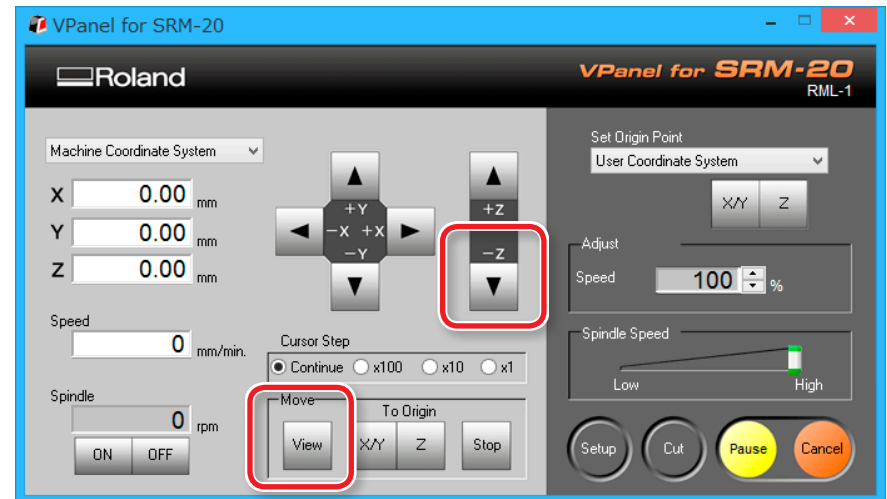 VPanel for SRM-20
Roland
VPanel for SRM-20
RML-1
Machine Coordinate System
X 0.00 mm
Y 0.00 mm
Z 0.00 mm
Speed
0 mm/min.
Spindle
0 rpm
ON OFF
+Y
-X +X
-Y
+Z
-Z
Cursor Step
Continue x100 x10 x1
Move
To Origin
View X/Y Z Stop
Set Origin Point
User Coordinate System
X/Y Z
Adjust
Speed 100 %
Spindle Speed
Low High
Setup Cut Pause Cancel